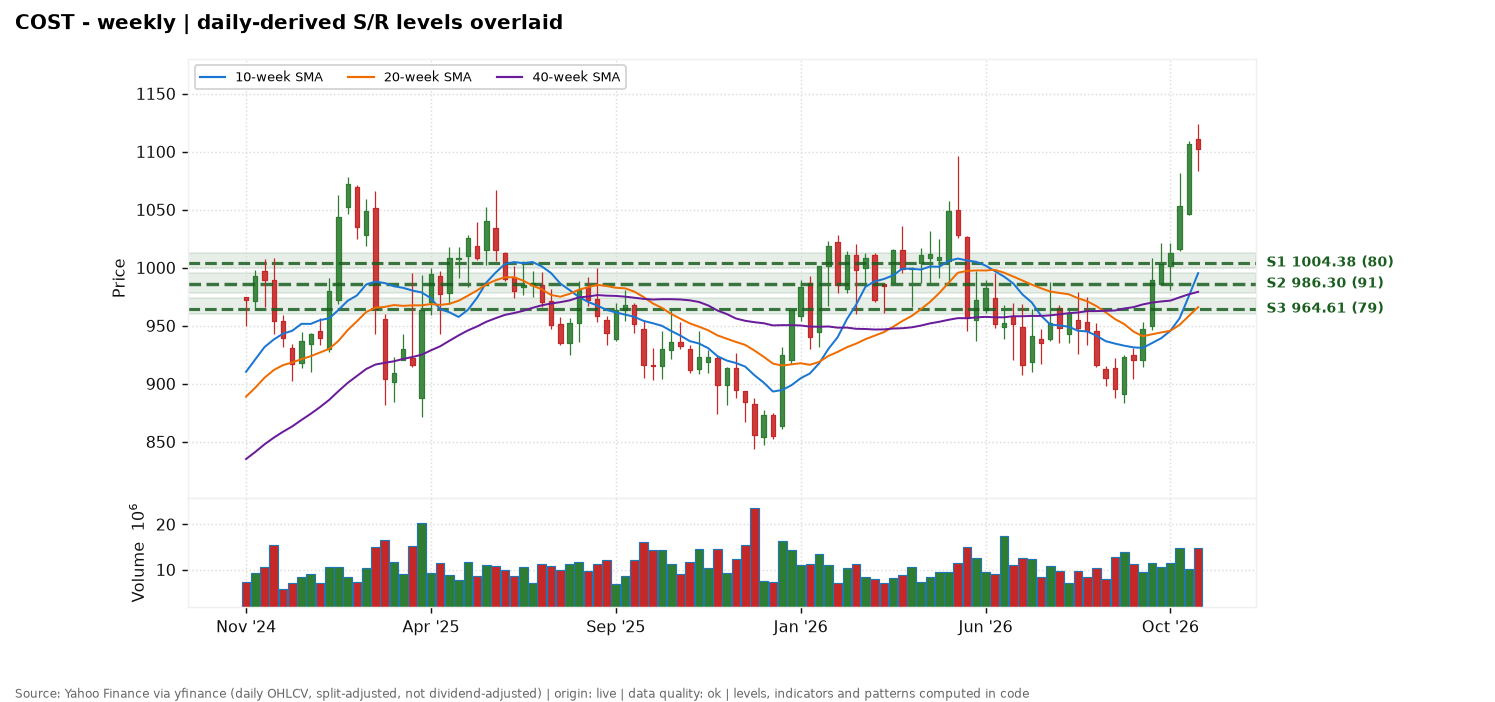 COST - weekly | daily-derived S/R levels overlaid
10-week SMA 20-week SMA 40-week SMA
Price
1150
1100
1050
1000
950
900
850
S1 1004.38 (80)
S2 986.30 (91)
S3 964.61 (79)
Volume 10⁶
20
10
Nov '24 Apr '25 Sep '25 Jan '26 Jun '26 Oct '26
Source: Yahoo Finance via yfinance (daily OHLCV, split-adjusted, not dividend-adjusted) | origin: live | data quality: ok | levels, indicators and patterns computed in code